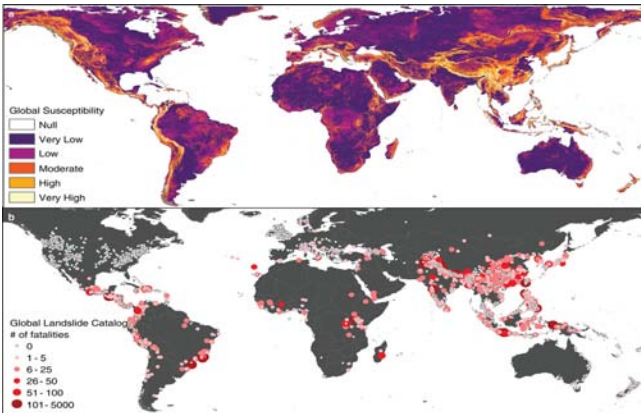 a
Global Susceptibility
Null
Very Low
Low
Moderate
High
Very High
b
Global Landslide Catalog
# of fatalities
0
1 - 5
6 - 25
26 - 50
51 - 100
101 - 5000